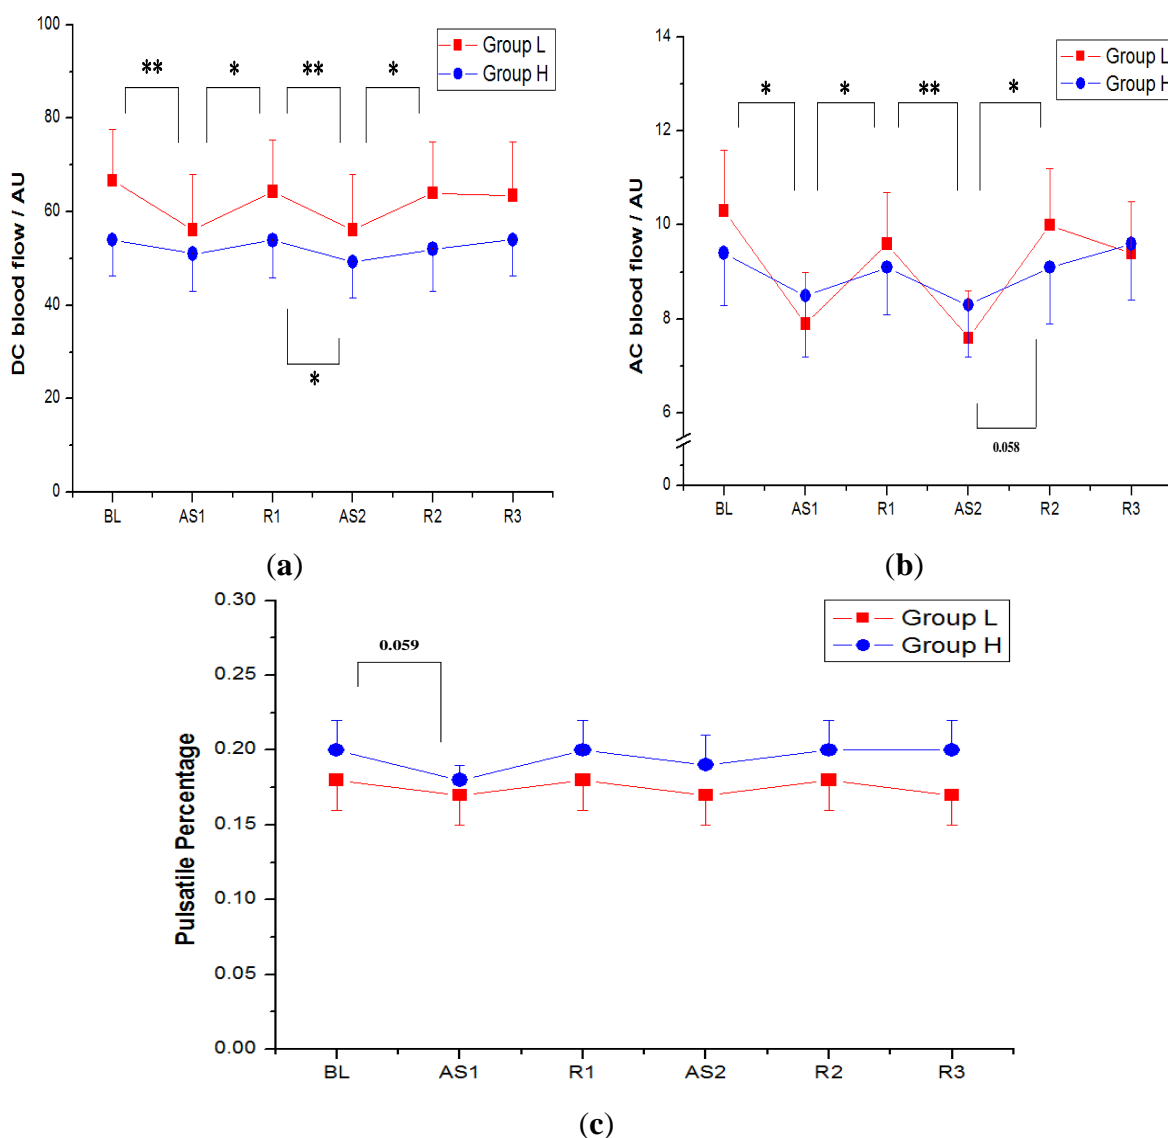 100
80
60
40
20
0
DC blood flow / AU
Group L
Group H
** * ** *
*
BL AS1 R1 AS2 R2 R3
(a)
14
12
10
8
6
0
AC blood flow / AU
Group L
Group H
* * ** *
0.058
BL AS1 R1 AS2 R2 R3
(b)
0.30
0.25
0.20
0.15
0.10
0.05
0.00
Pulsatile Percentage
0.059
Group L
Group H
BL AS1 R1 AS2 R2 R3
(c)